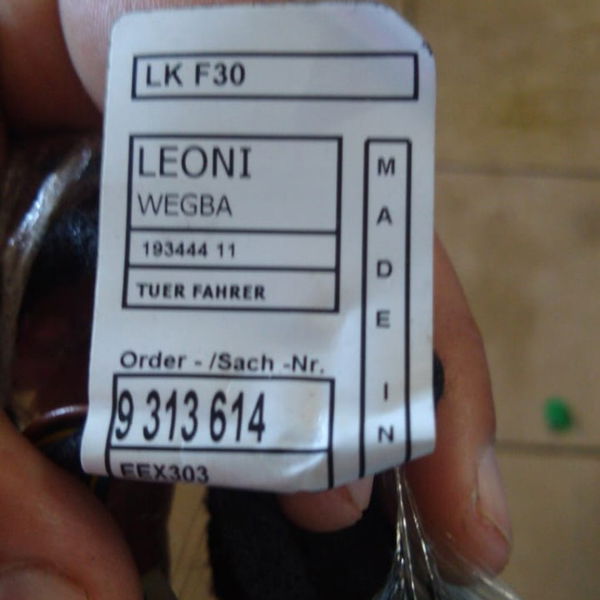 LK F30
LEONI
WEGBA
193444 11
TUER FAHRER
MADE IN
Order - /Sach -Nr.
9 313 614
EEX303